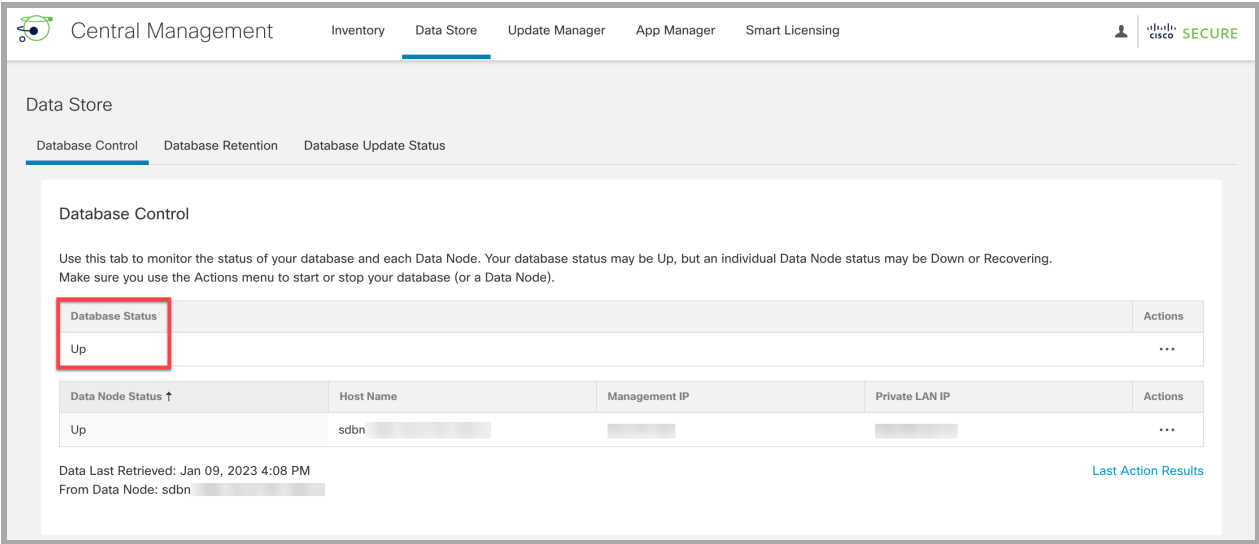 Central Management
Inventory
Data Store
Update Manager
App Manager
Smart Licensing
cisco SECURE
Data Store
Database Control
Database Retention
Database Update Status
Database Control
Use this tab to monitor the status of your database and each Data Node. Your database status may be Up, but an individual Data Node status may be Down or Recovering.
Make sure you use the Actions menu to start or stop your database (or a Data Node).
Database Status
Actions
Up
Data Node Status
Host Name
Management IP
Private LAN IP
Actions
Up
sdbn
Data Last Retrieved: Jan 09, 2023 4:08 PM
Last Action Results
From Data Node: sdbn